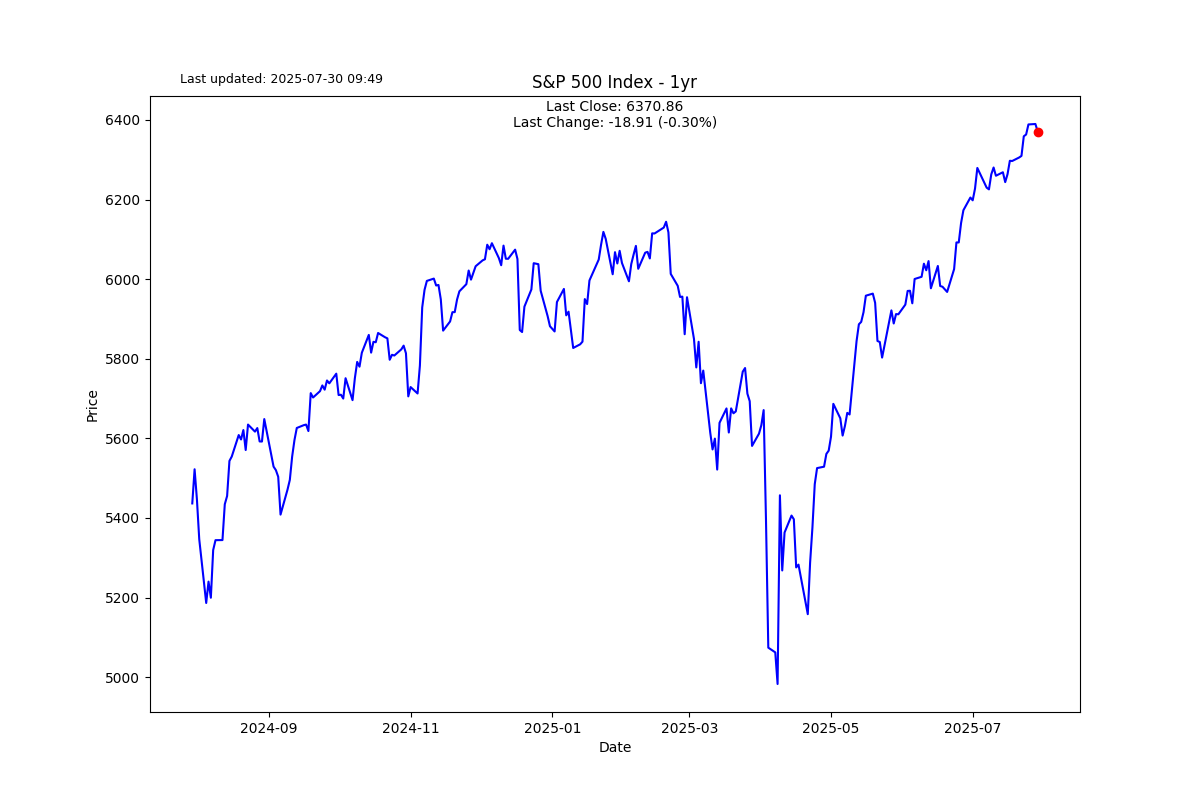 Last updated: 2025-07-30 09:49
S&P 500 Index - 1yr
Last Close: 6370.86
Last Change: -18.91 (-0.30%)
6400
6200
6000
5800
5600
5400
5200
5000
Price
2024-09
2024-11
2025-01
2025-03
2025-05
2025-07
Date